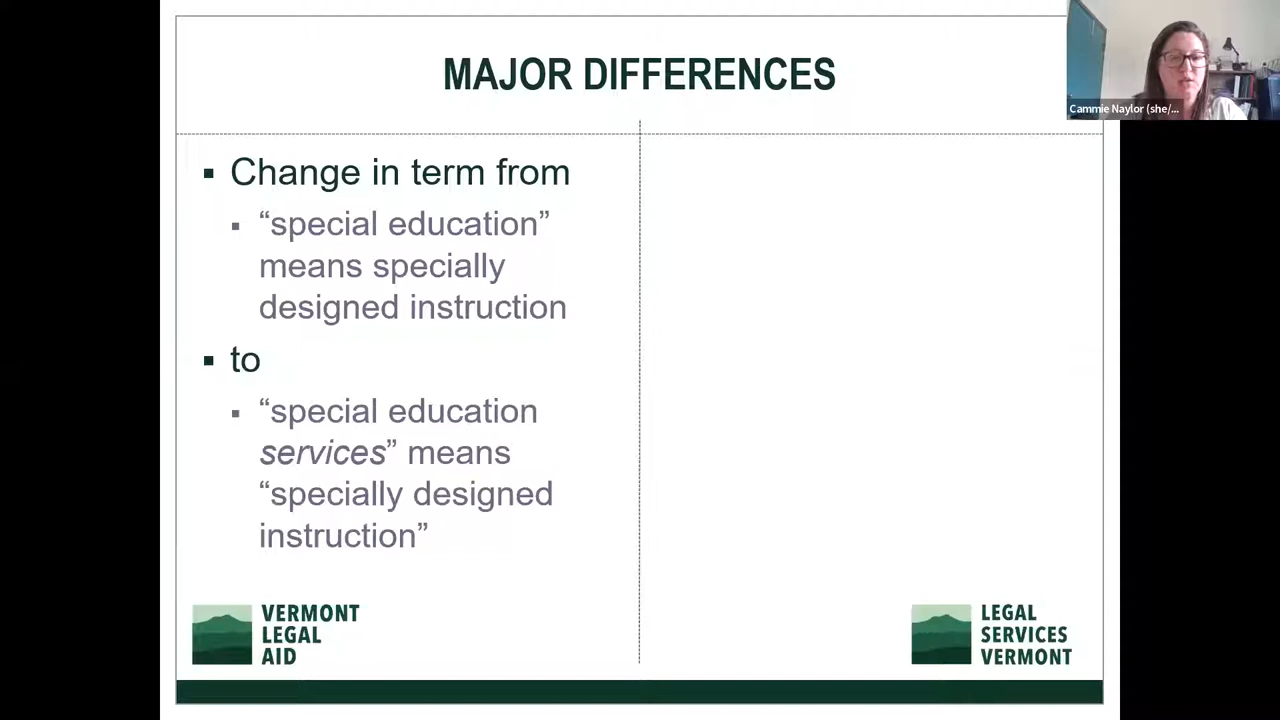 MAJOR DIFFERENCES
Cammie Naylor (she/...
▪ Change in term from
▪ “special education”
means specially
designed instruction
▪ to
▪ “special education
services” means
“specially designed
instruction”
VERMONT
LEGAL
AID
LEGAL
SERVICES
VERMONT